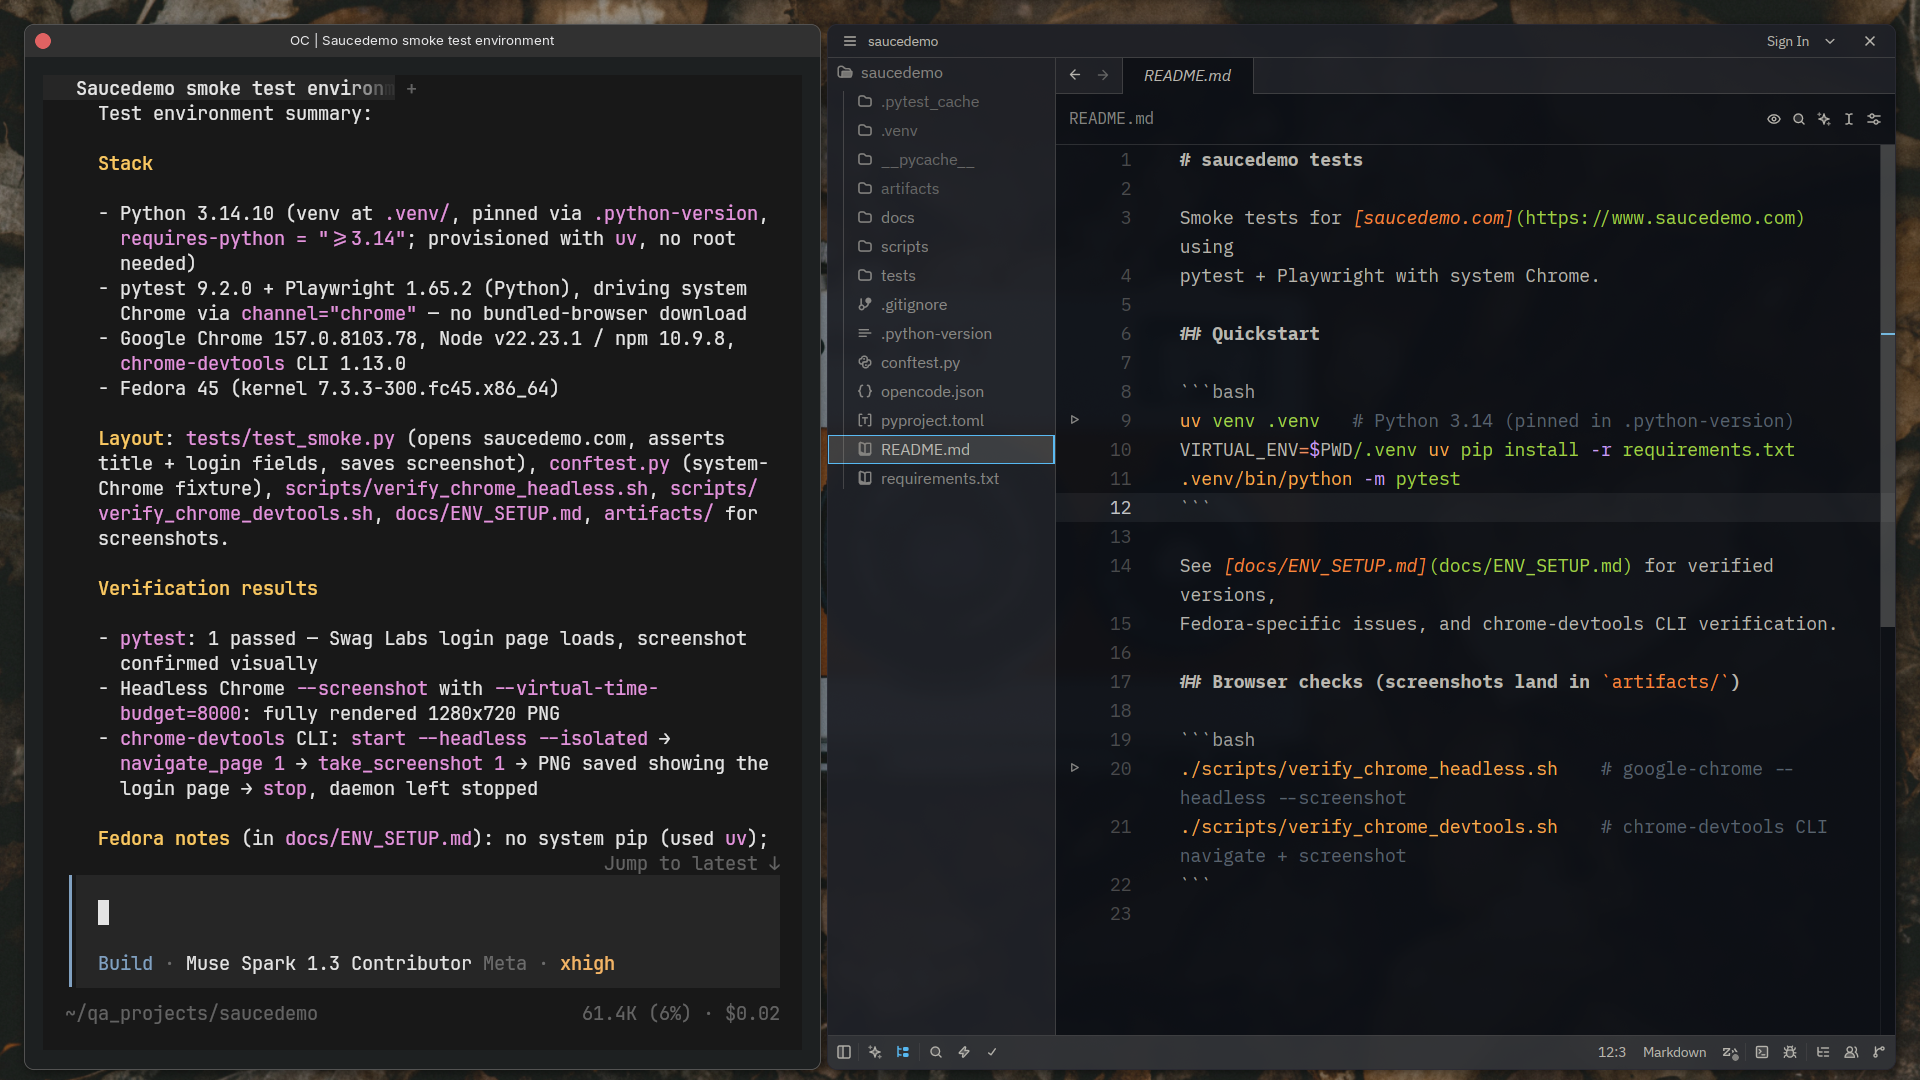 OC | Saucedemo smoke test environment
Saucedemo smoke test environ +
Test environment summary:
Stack
- Python 3.14.10 (venv at .venv/, pinned via .python-version,
requires-python = ">=3.14"; provisioned with uv, no root
needed)
- pytest 9.2.0 + Playwright 1.65.2 (Python), driving system
Chrome via channel="chrome" — no bundled-browser download
- Google Chrome 157.0.8103.78, Node v22.23.1 / npm 10.9.8,
chrome-devtools CLI 1.13.0
- Fedora 45 (kernel 7.3.3-300.fc45.x86_64)
Layout: tests/test_smoke.py (opens saucedemo.com, asserts
title + login fields, saves screenshot), conftest.py (system-
Chrome fixture), scripts/verify_chrome_headless.sh, scripts/
verify_chrome_devtools.sh, docs/ENV_SETUP.md, artifacts/ for
screenshots.
Verification results
- pytest: 1 passed — Swag Labs login page loads, screenshot
confirmed visually
- Headless Chrome --screenshot with --virtual-time-
budget=8000: fully rendered 1280x720 PNG
- chrome-devtools CLI: start --headless --isolated →
navigate_page 1 → take_screenshot 1 → PNG saved showing the
login page → stop, daemon left stopped
Fedora notes (in docs/ENV_SETUP.md): no system pip (used uv);
Jump to latest ↓
Build · Muse Spark 1.3 Contributor Meta · xhigh
~/qa_projects/saucedemo 61.4K (6%) · $0.02
saucedemo
Sign In
saucedemo
.pytest_cache
.venv
__pycache__
artifacts
docs
scripts
tests
.gitignore
.python-version
conftest.py
opencode.json
pyproject.toml
README.md
requirements.txt
README.md
README.md
1 # saucedemo tests
2
3 Smoke tests for [saucedemo.com](https://www.saucedemo.com)
using
4 pytest + Playwright with system Chrome.
5
6 ## Quickstart
7
8 ```bash
9 uv venv .venv   # Python 3.14 (pinned in .python-version)
10 VIRTUAL_ENV=$PWD/.venv uv pip install -r requirements.txt
11 .venv/bin/python -m pytest
12 ```
13
14 See [docs/ENV_SETUP.md](docs/ENV_SETUP.md) for verified
versions,
15 Fedora-specific issues, and chrome-devtools CLI verification.
16
17 ## Browser checks (screenshots land in `artifacts/`)
18
19 ```bash
20 ./scripts/verify_chrome_headless.sh    # google-chrome --
headless --screenshot
21 ./scripts/verify_chrome_devtools.sh    # chrome-devtools CLI
navigate + screenshot
22 ```
23
12:3 Markdown